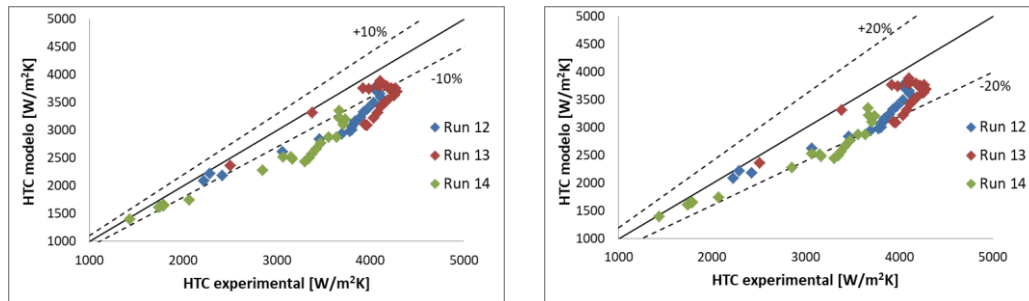 5000
4500
4000
3500
3000
2500
2000
1500
1000
HTC modelo [W/m²K]
+10%
-10%
Run 12
Run 13
Run 14
1000 2000 3000 4000 5000
HTC experimental [W/m²K]
5000
4500
4000
3500
3000
2500
2000
1500
1000
HTC modelo [W/m²K]
+20%
-20%
Run 12
Run 13
Run 14
1000 2000 3000 4000 5000
HTC experimental [W/m²K]